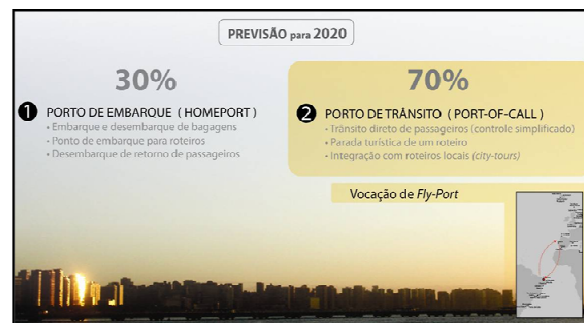 PREVISÃO para 2020
30%
1 PORTO DE EMBARQUE ( HOMEPORT )
• Embarque e desembarque de bagagens
• Ponto de embarque para roteiros
• Desembarque de retorno de passageiros
70%
2 PORTO DE TRÂNSITO ( PORT-OF-CALL )
• Trânsito direto de passageiros (controle simplificado)
• Parada turística de um roteiro
• Integração com roteiros locais (city-tours)
Vocação de Fly-Port